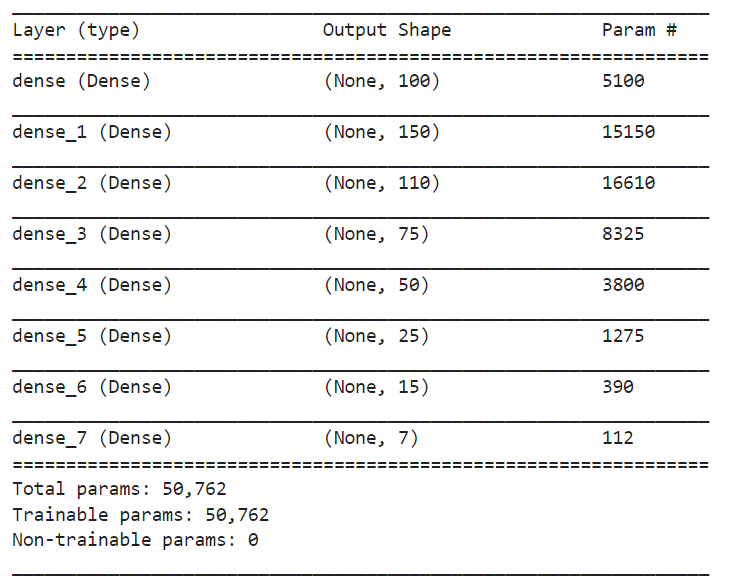 _________________________________________________________________
Layer (type)                 Output Shape              Param #
=================================================================
dense (Dense)                (None, 100)               5100
_________________________________________________________________
dense_1 (Dense)              (None, 150)               15150
_________________________________________________________________
dense_2 (Dense)              (None, 110)               16610
_________________________________________________________________
dense_3 (Dense)              (None, 75)                8325
_________________________________________________________________
dense_4 (Dense)              (None, 50)                3800
_________________________________________________________________
dense_5 (Dense)              (None, 25)                1275
_________________________________________________________________
dense_6 (Dense)              (None, 15)                390
_________________________________________________________________
dense_7 (Dense)              (None, 7)                 112
=================================================================
Total params: 50,762
Trainable params: 50,762
Non-trainable params: 0
_________________________________________________________________